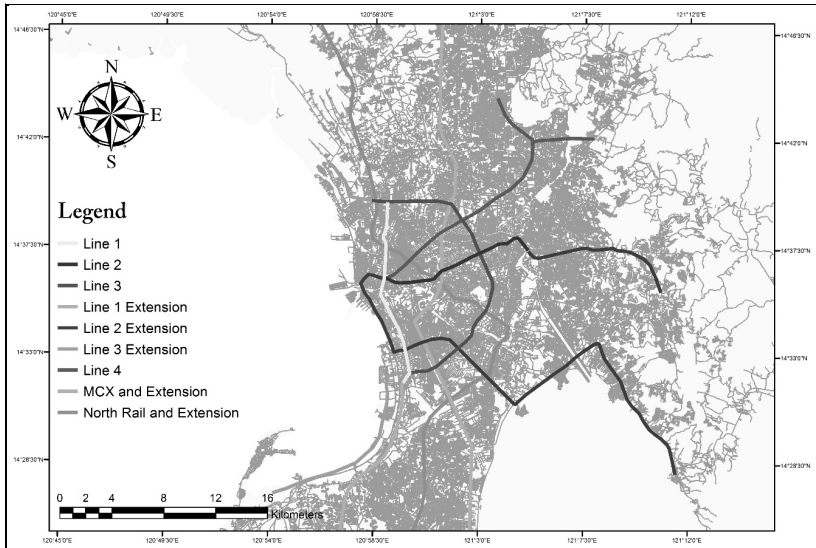 120°45'0"E 120°49'30"E 120°54'0"E 120°58'30"E 121°3'0"E 121°7'30"E 121°12'0"E
14°46'30"N 14°46'30"N
N
W E
S
14°42'0"N 14°42'0"N
Legend
14°37'30"N 14°37'30"N
Line 1
Line 2
Line 3
Line 1 Extension
Line 2 Extension
Line 3 Extension
Line 4
MCX and Extension
North Rail and Extension
14°33'0"N 14°33'0"N
14°28'30"N 14°28'30"N
0 2 4 8 12 16
Kilometers
120°45'0"E 120°49'30"E 120°54'0"E 120°58'30"E 121°3'0"E 121°7'30"E 121°12'0"E